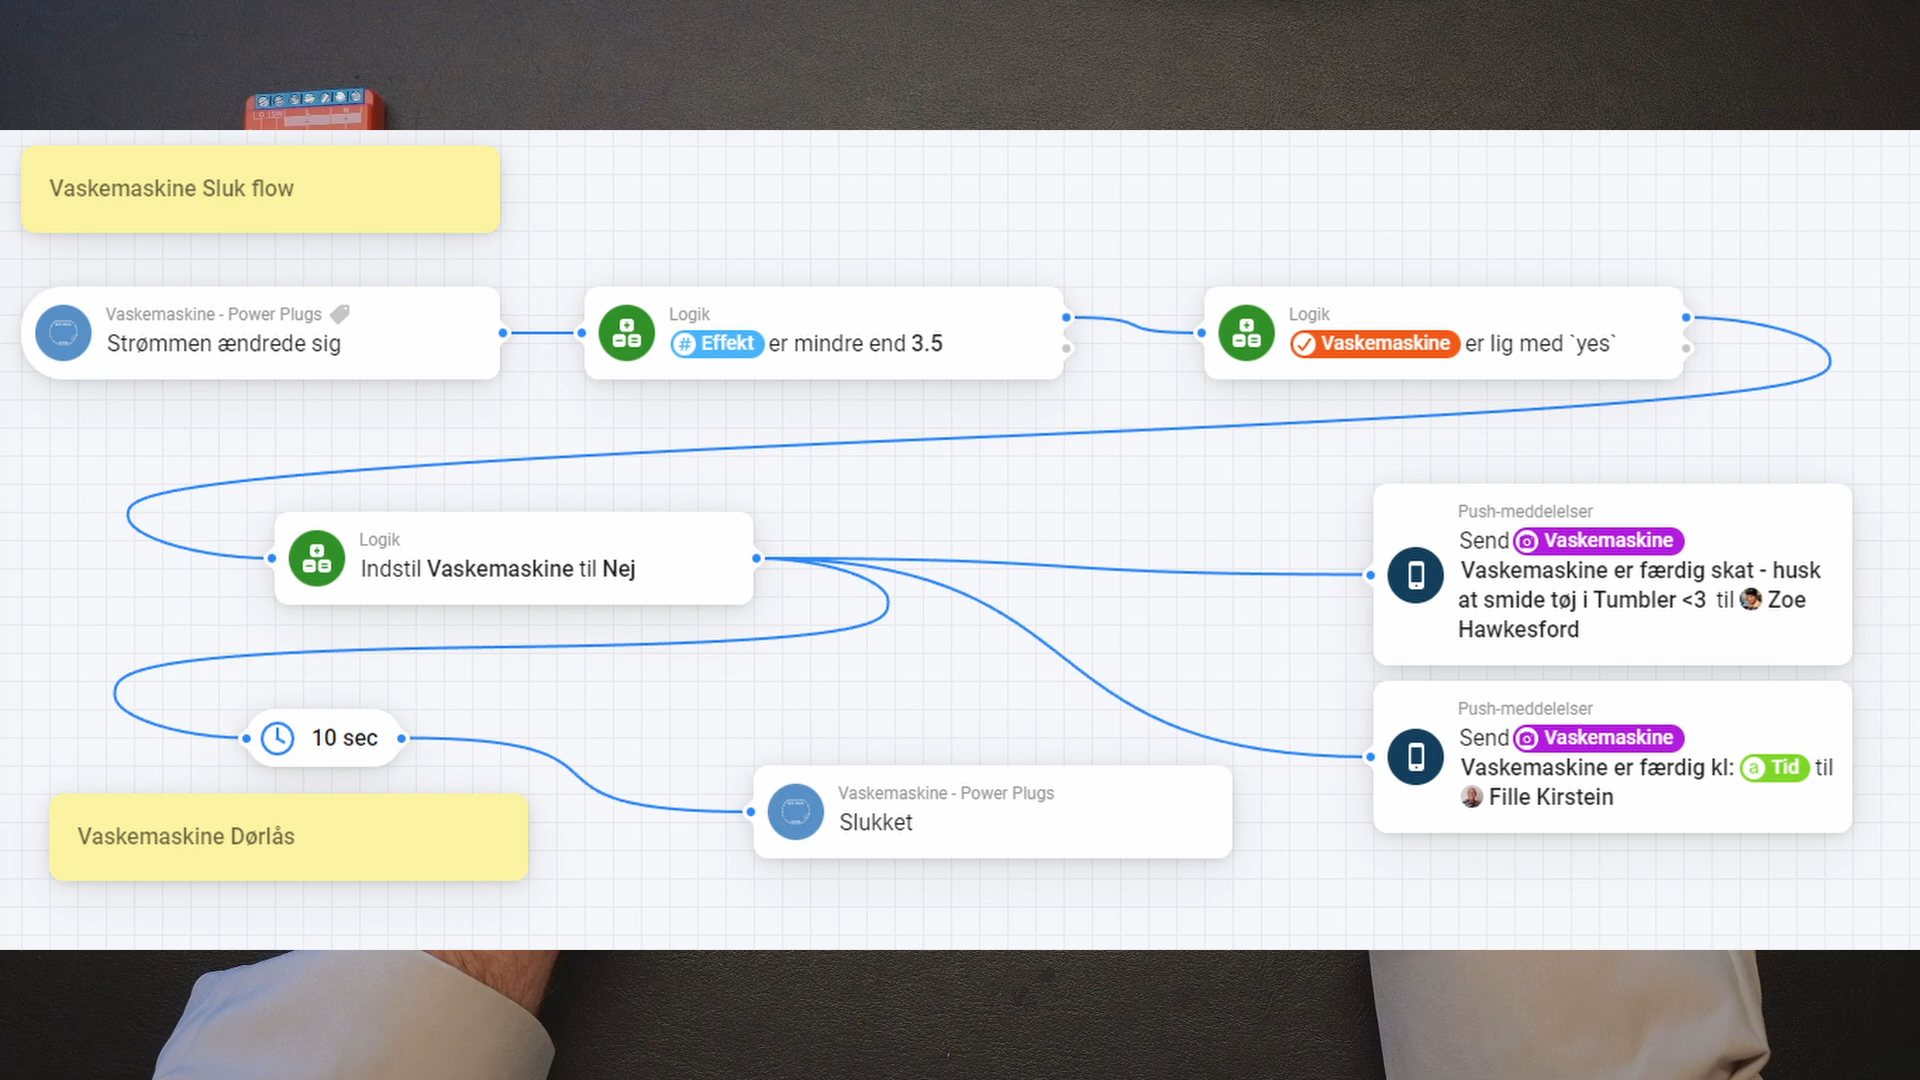 Vaskemaskine Sluk flow
Vaskemaskine - Power Plugs
Strømmen ændrede sig
Logik
# Effekt er mindre end 3.5
Logik
Vaskemaskine er lig med `yes`
Logik
Indstil Vaskemaskine til Nej
Push-meddelelser
Send Vaskemaskine
Vaskemaskine er færdig skat - husk
at smide tøj i Tumbler <3 til Zoe
Hawkesford
Push-meddelelser
Send Vaskemaskine
Vaskemaskine er færdig kl: a Tid til
Fille Kirstein
10 sec
Vaskemaskine - Power Plugs
Slukket
Vaskemaskine Dørlås